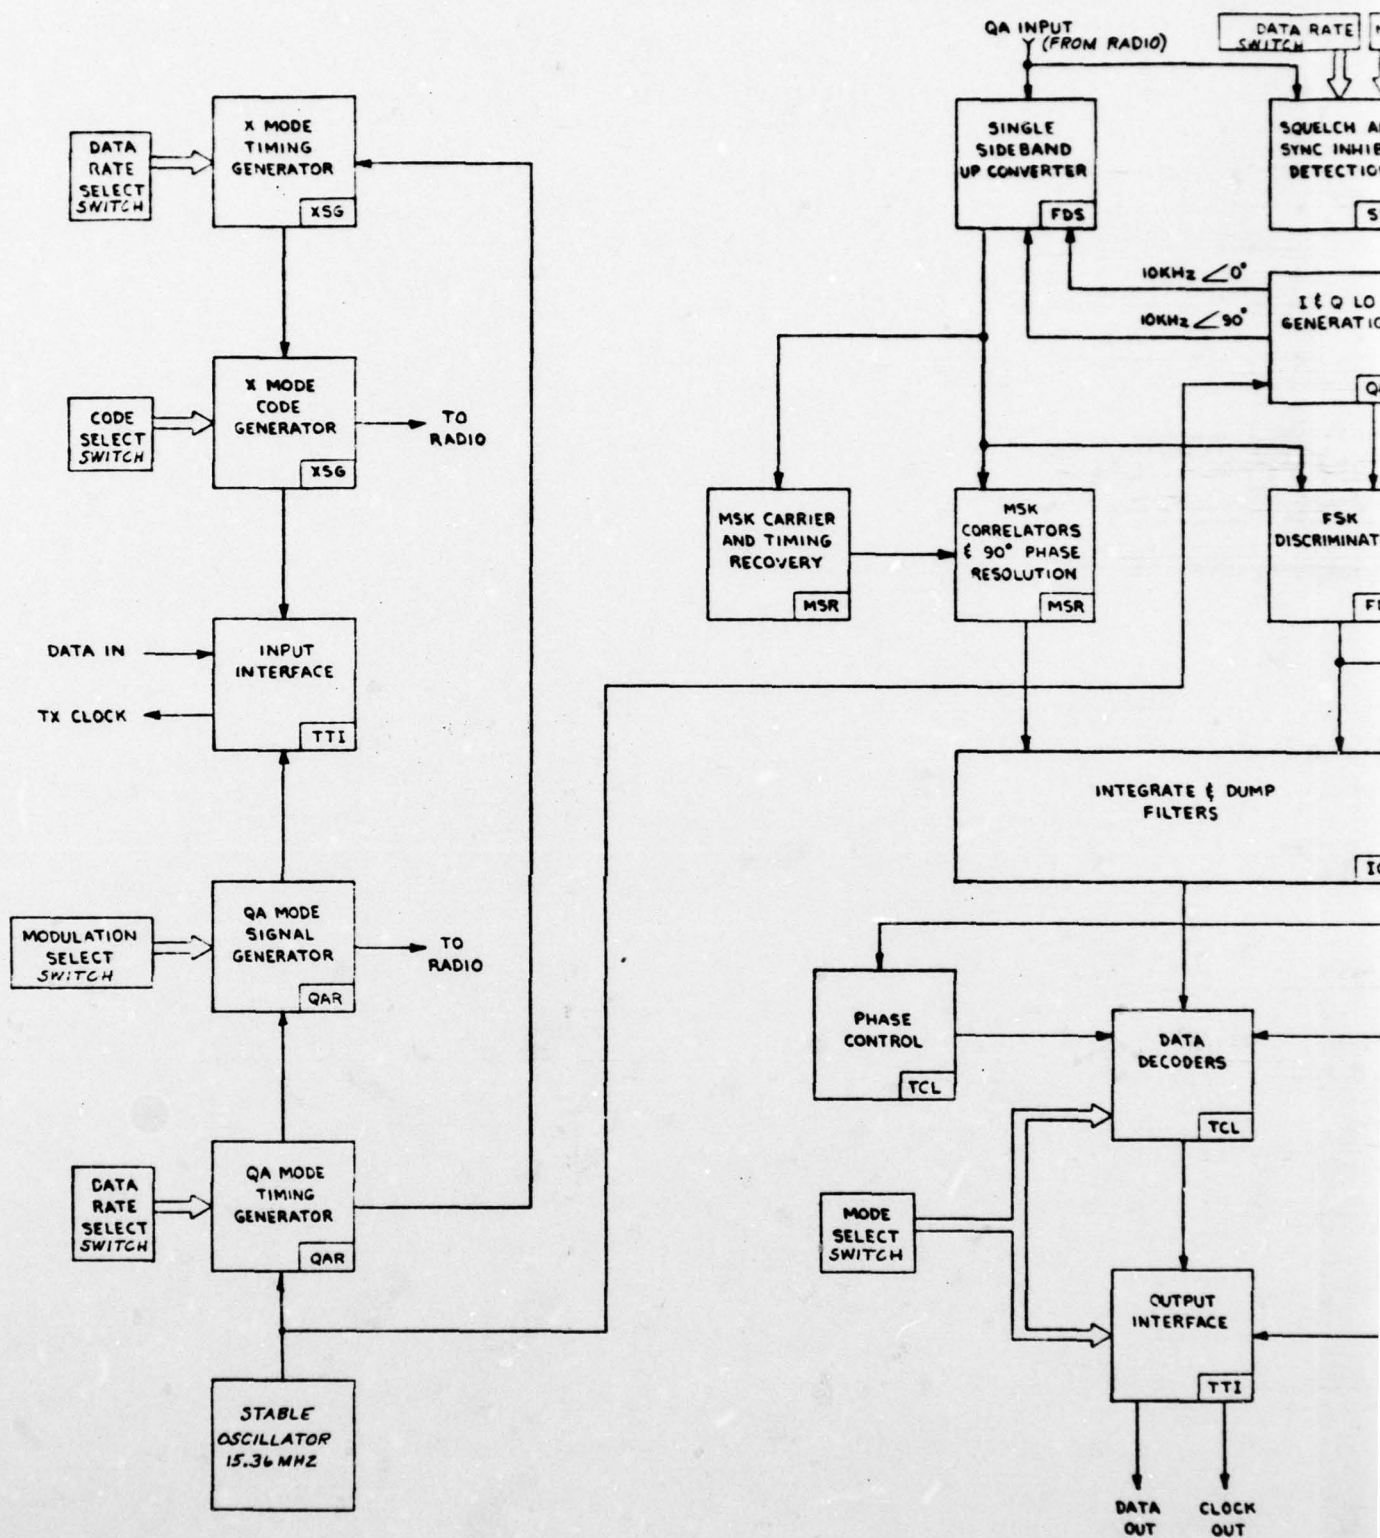 QA INPUT
(FROM RADIO)
DATA RATE
SWITCH
DATA
RATE
SELECT
SWITCH
X MODE
TIMING
GENERATOR
XSG
SINGLE
SIDEBAND
UP CONVERTER
FDS
SQUELCH
SYNC
10KHz ∠0°
10KHz ∠90°
I & Q LO
CODE
SELECT
SWITCH
X MODE
CODE
GENERATOR
XSG
TO
RADIO
MSK CARRIER
AND TIMING
RECOVERY
MSR
MSK
CORRELATORS
& 90° PHASE
RESOLUTION
MSR
FSK
DATA IN
TX CLOCK
INPUT
INTERFACE
TTI
INTEGRATE & DUMP
FILTERS
MODULATION
SELECT
SWITCH
QA MODE
SIGNAL
GENERATOR
QAR
TO
RADIO
PHASE
CONTROL
TCL
DATA
DECODERS
TCL
DATA
RATE
SELECT
SWITCH
QA MODE
TIMING
GENERATOR
QAR
MODE
SELECT
SWITCH
OUTPUT
INTERFACE
TTI
STABLE
OSCILLATOR
15.36 MHZ
DATA
OUT
CLOCK
OUT